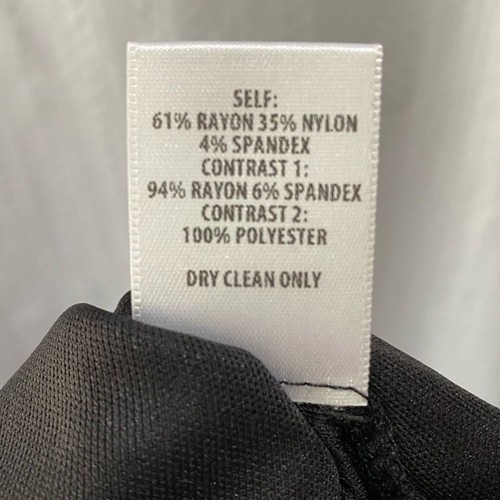 SELF:
61% RAYON 35% NYLON
4% SPANDEX
CONTRAST 1:
94% RAYON 6% SPANDEX
CONTRAST 2:
100% POLYESTER
DRY CLEAN ONLY